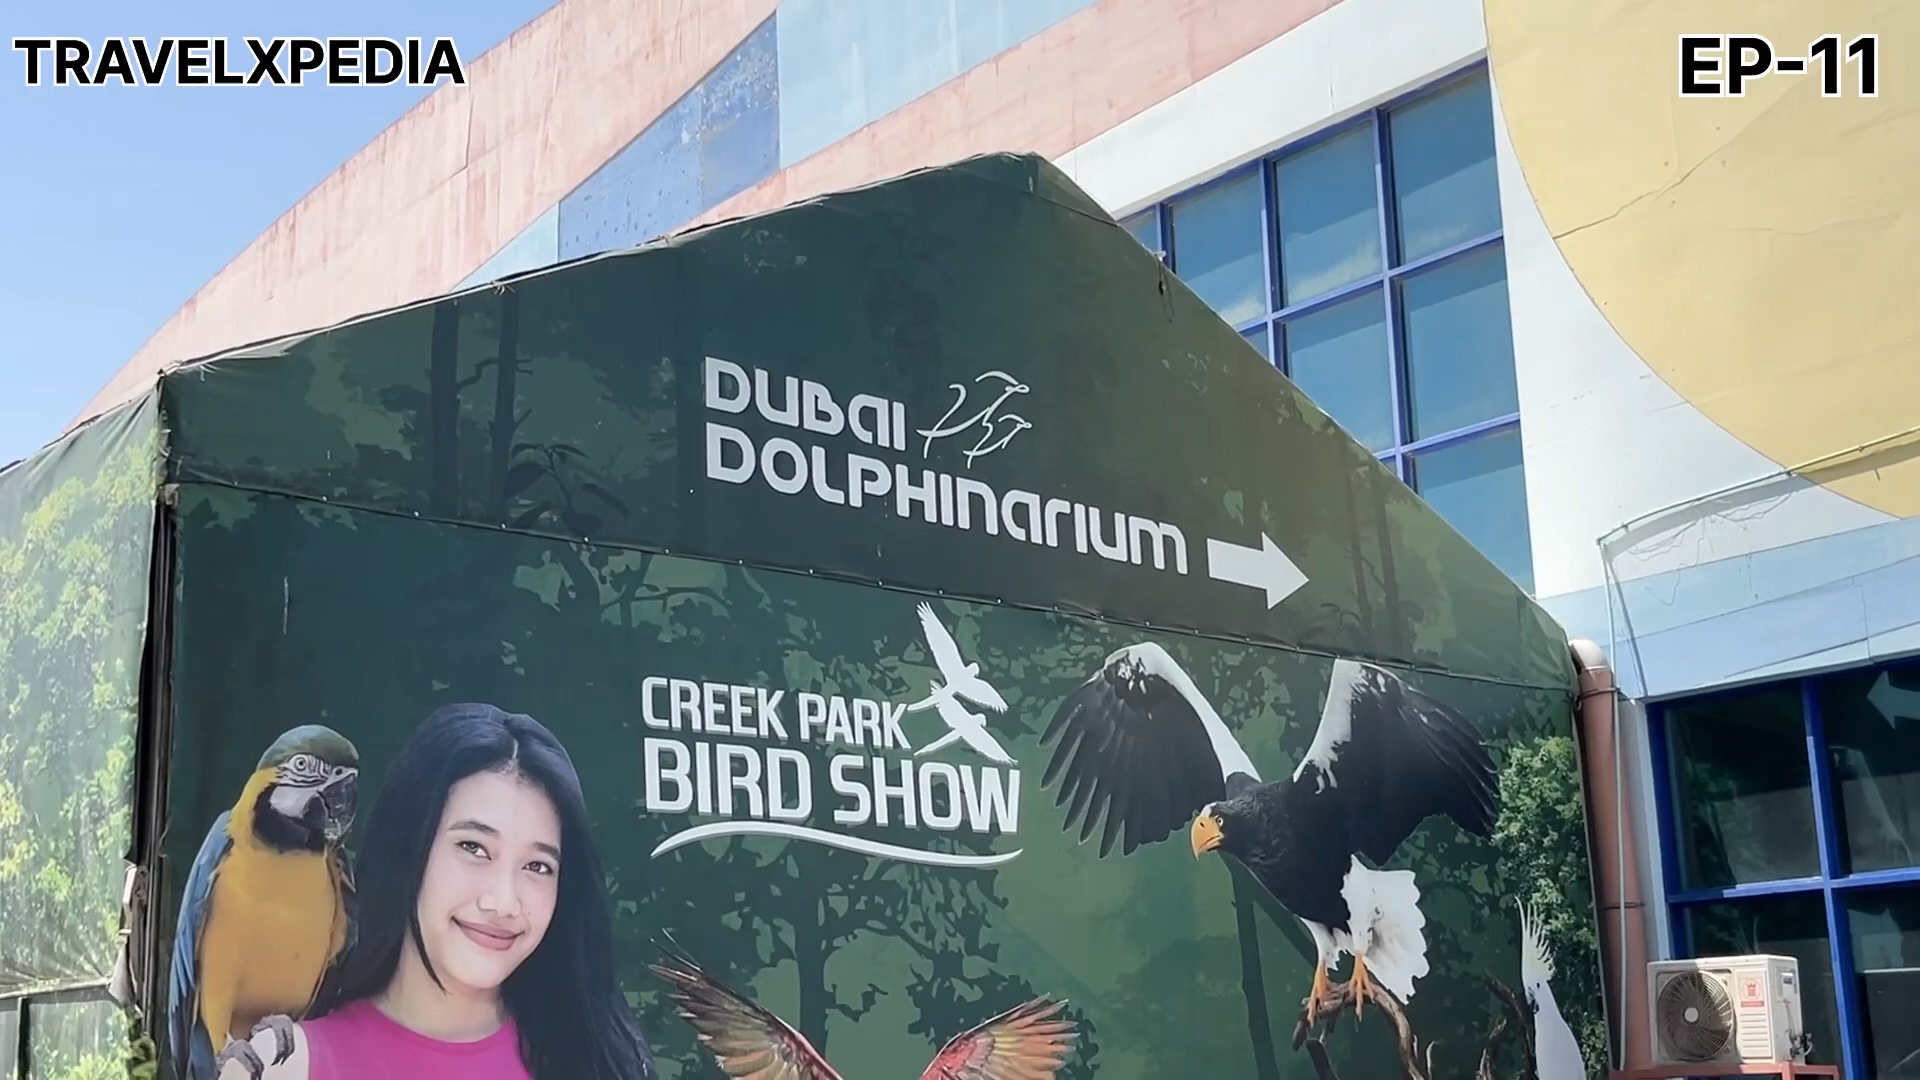 TRAVELXPEDIA
EP-11
DUBAI
DOLPHINARIUM
CREEK PARK
BIRD SHOW